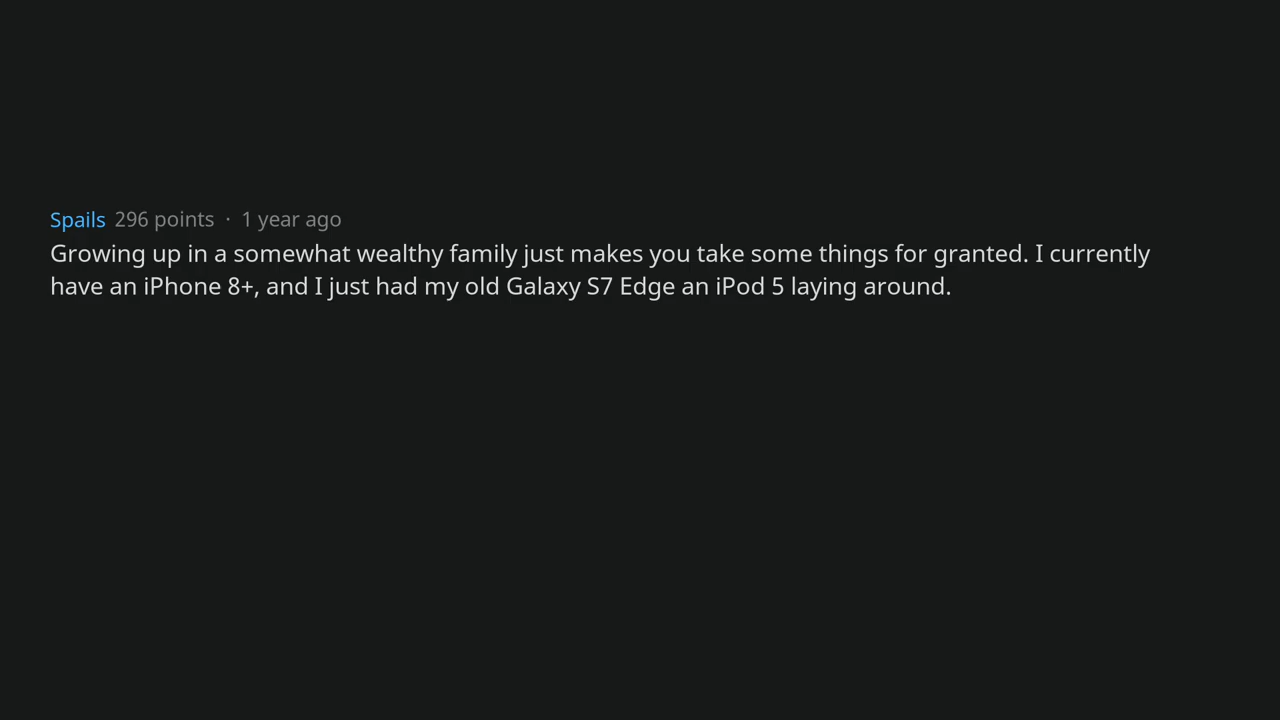 Spails 296 points · 1 year ago
Growing up in a somewhat wealthy family just makes you take some things for granted. I currently
have an iPhone 8+, and I just had my old Galaxy S7 Edge an iPod 5 laying around.